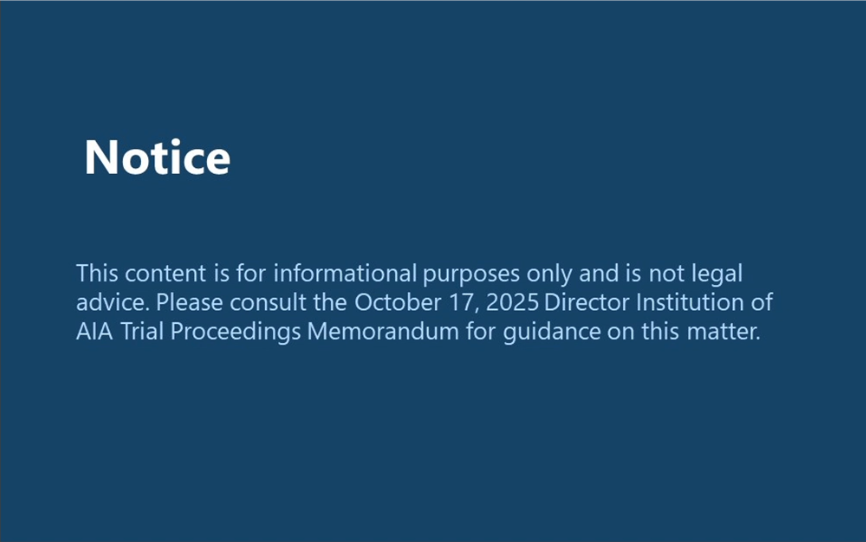 Notice
This content is for informational purposes only and is not legal
advice. Please consult the October 17, 2025 Director Institution of
AIA Trial Proceedings Memorandum for guidance on this matter.